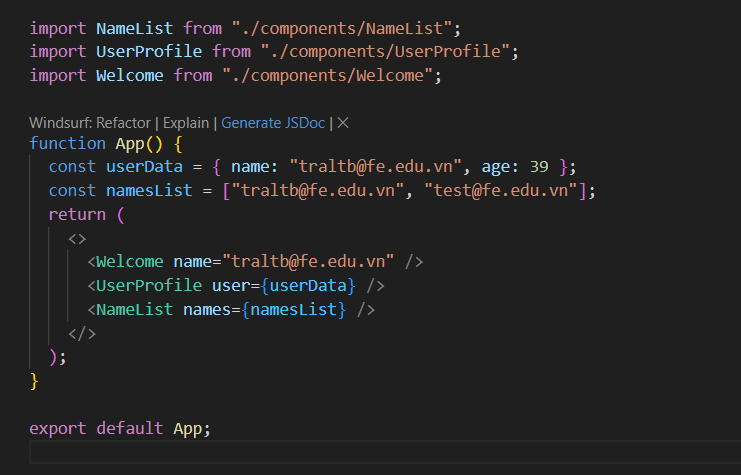 import NameList from "./components/NameList";
import UserProfile from "./components/UserProfile";
import Welcome from "./components/Welcome";
Windsurf: Refactor | Explain | Generate JSDoc | ✕
function App() {
const userData = { name: "traltb@fe.edu.vn", age: 39 };
const namesList = ["traltb@fe.edu.vn", "test@fe.edu.vn"];
return (
<>
<Welcome name="traltb@fe.edu.vn" />
<UserProfile user={userData} />
<NameList names={namesList} />
</>
);
}
export default App;